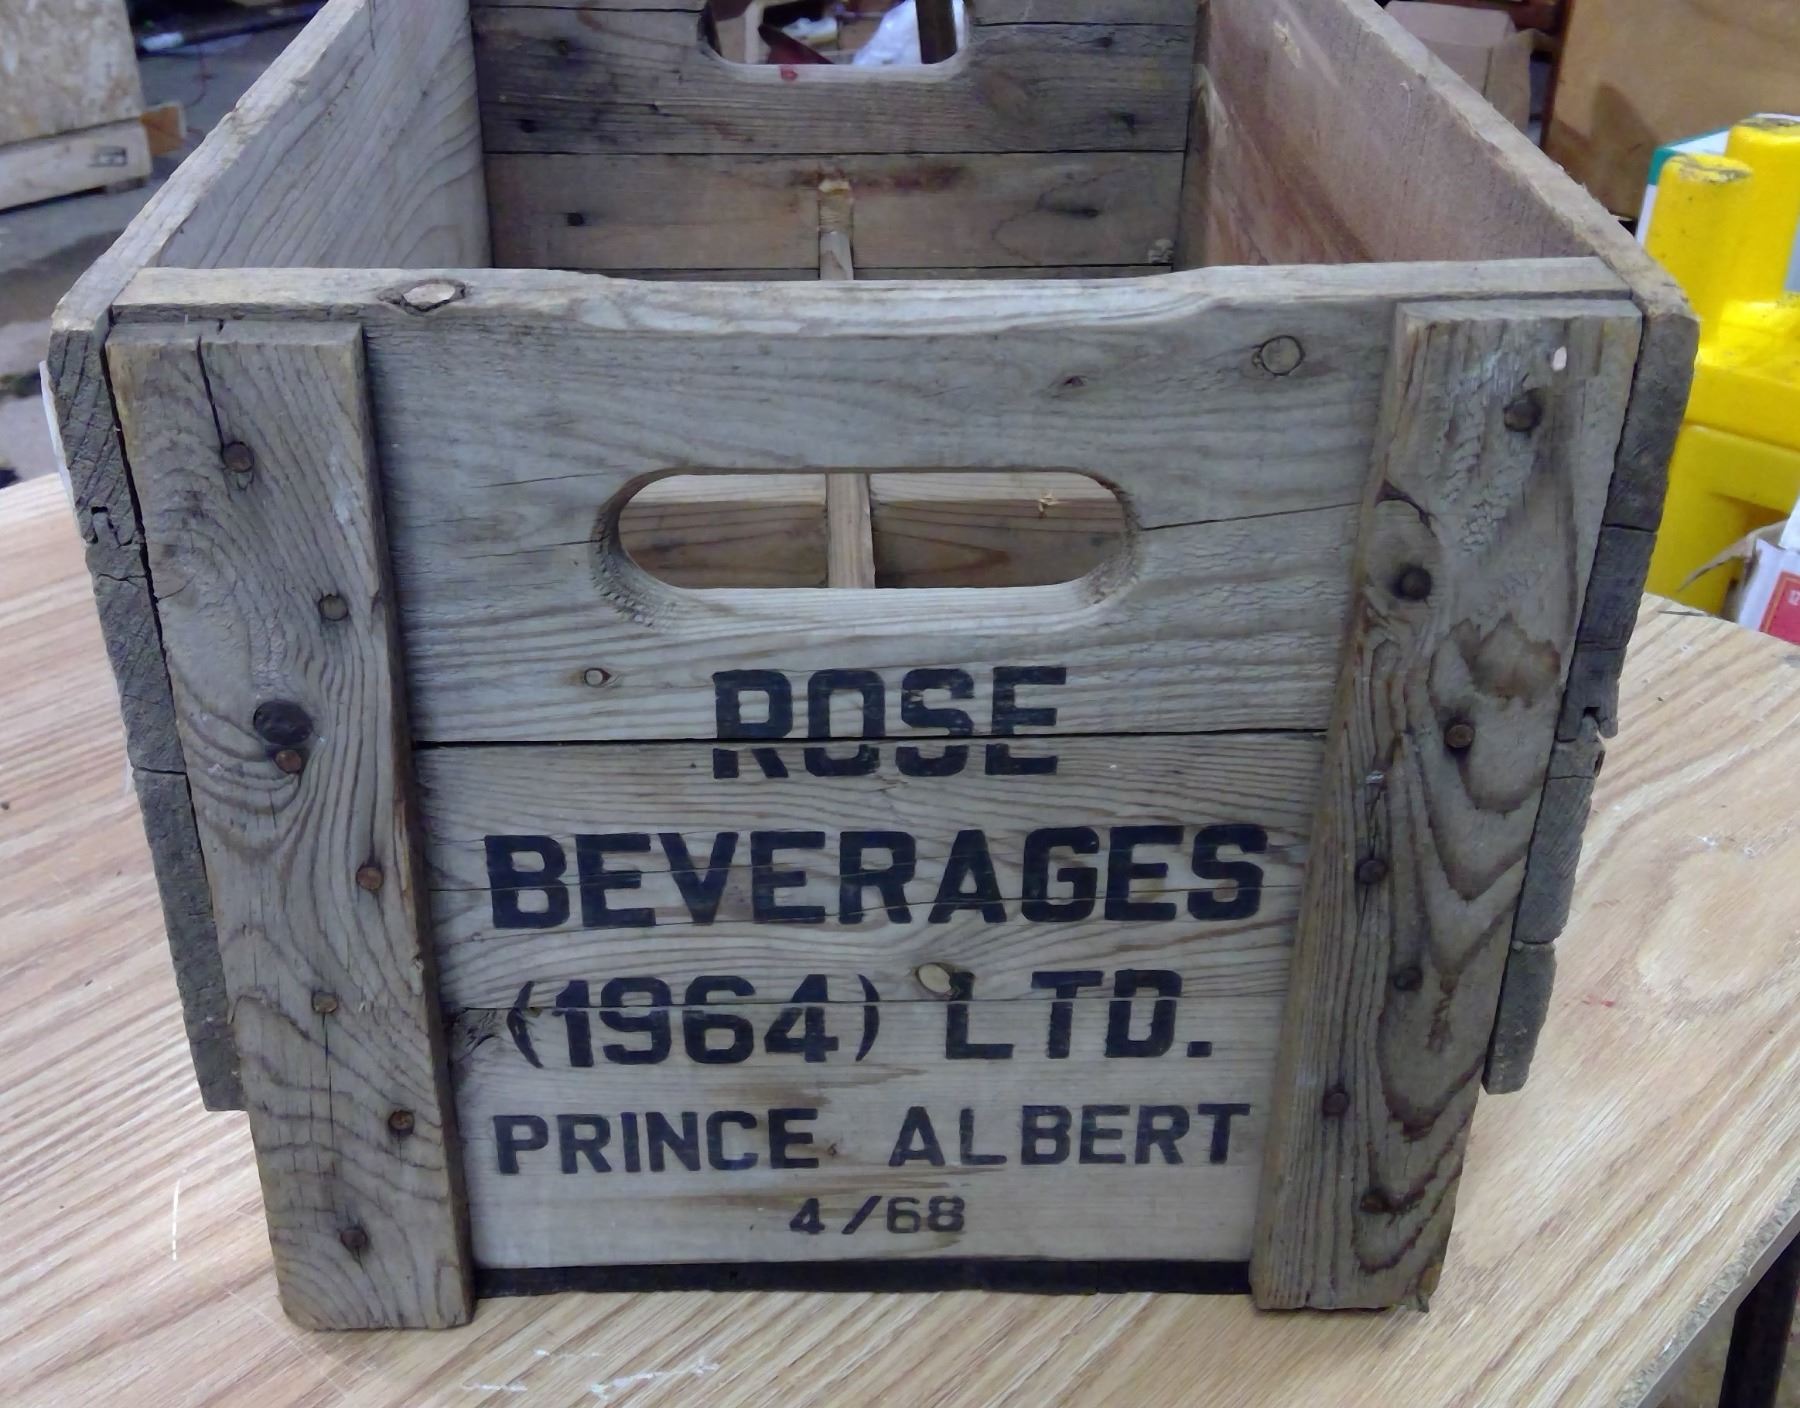 ROSE
BEVERAGES
(1964) LTD.
PRINCE ALBERT
4/68